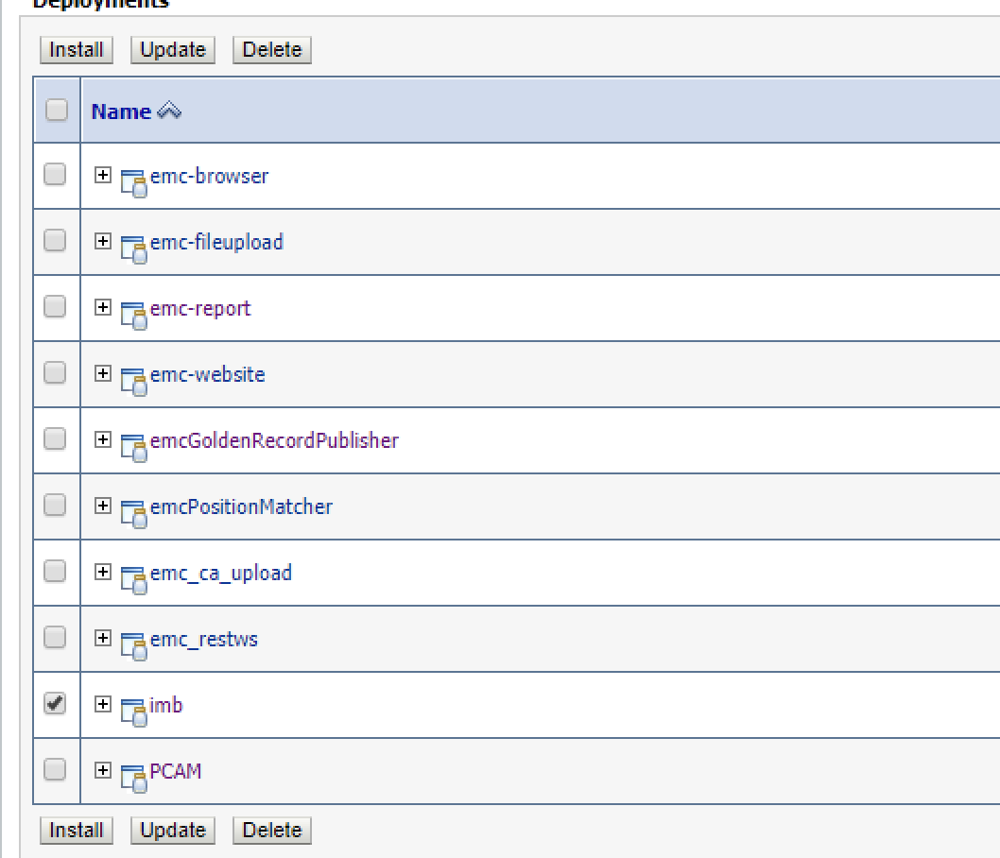 Deployments
Install Update Delete
Name
emc-browser
emc-fileupload
emc-report
emc-website
emcGoldenRecordPublisher
emcPositionMatcher
emc_ca_upload
emc_restws
imb
PCAM
Install Update Delete